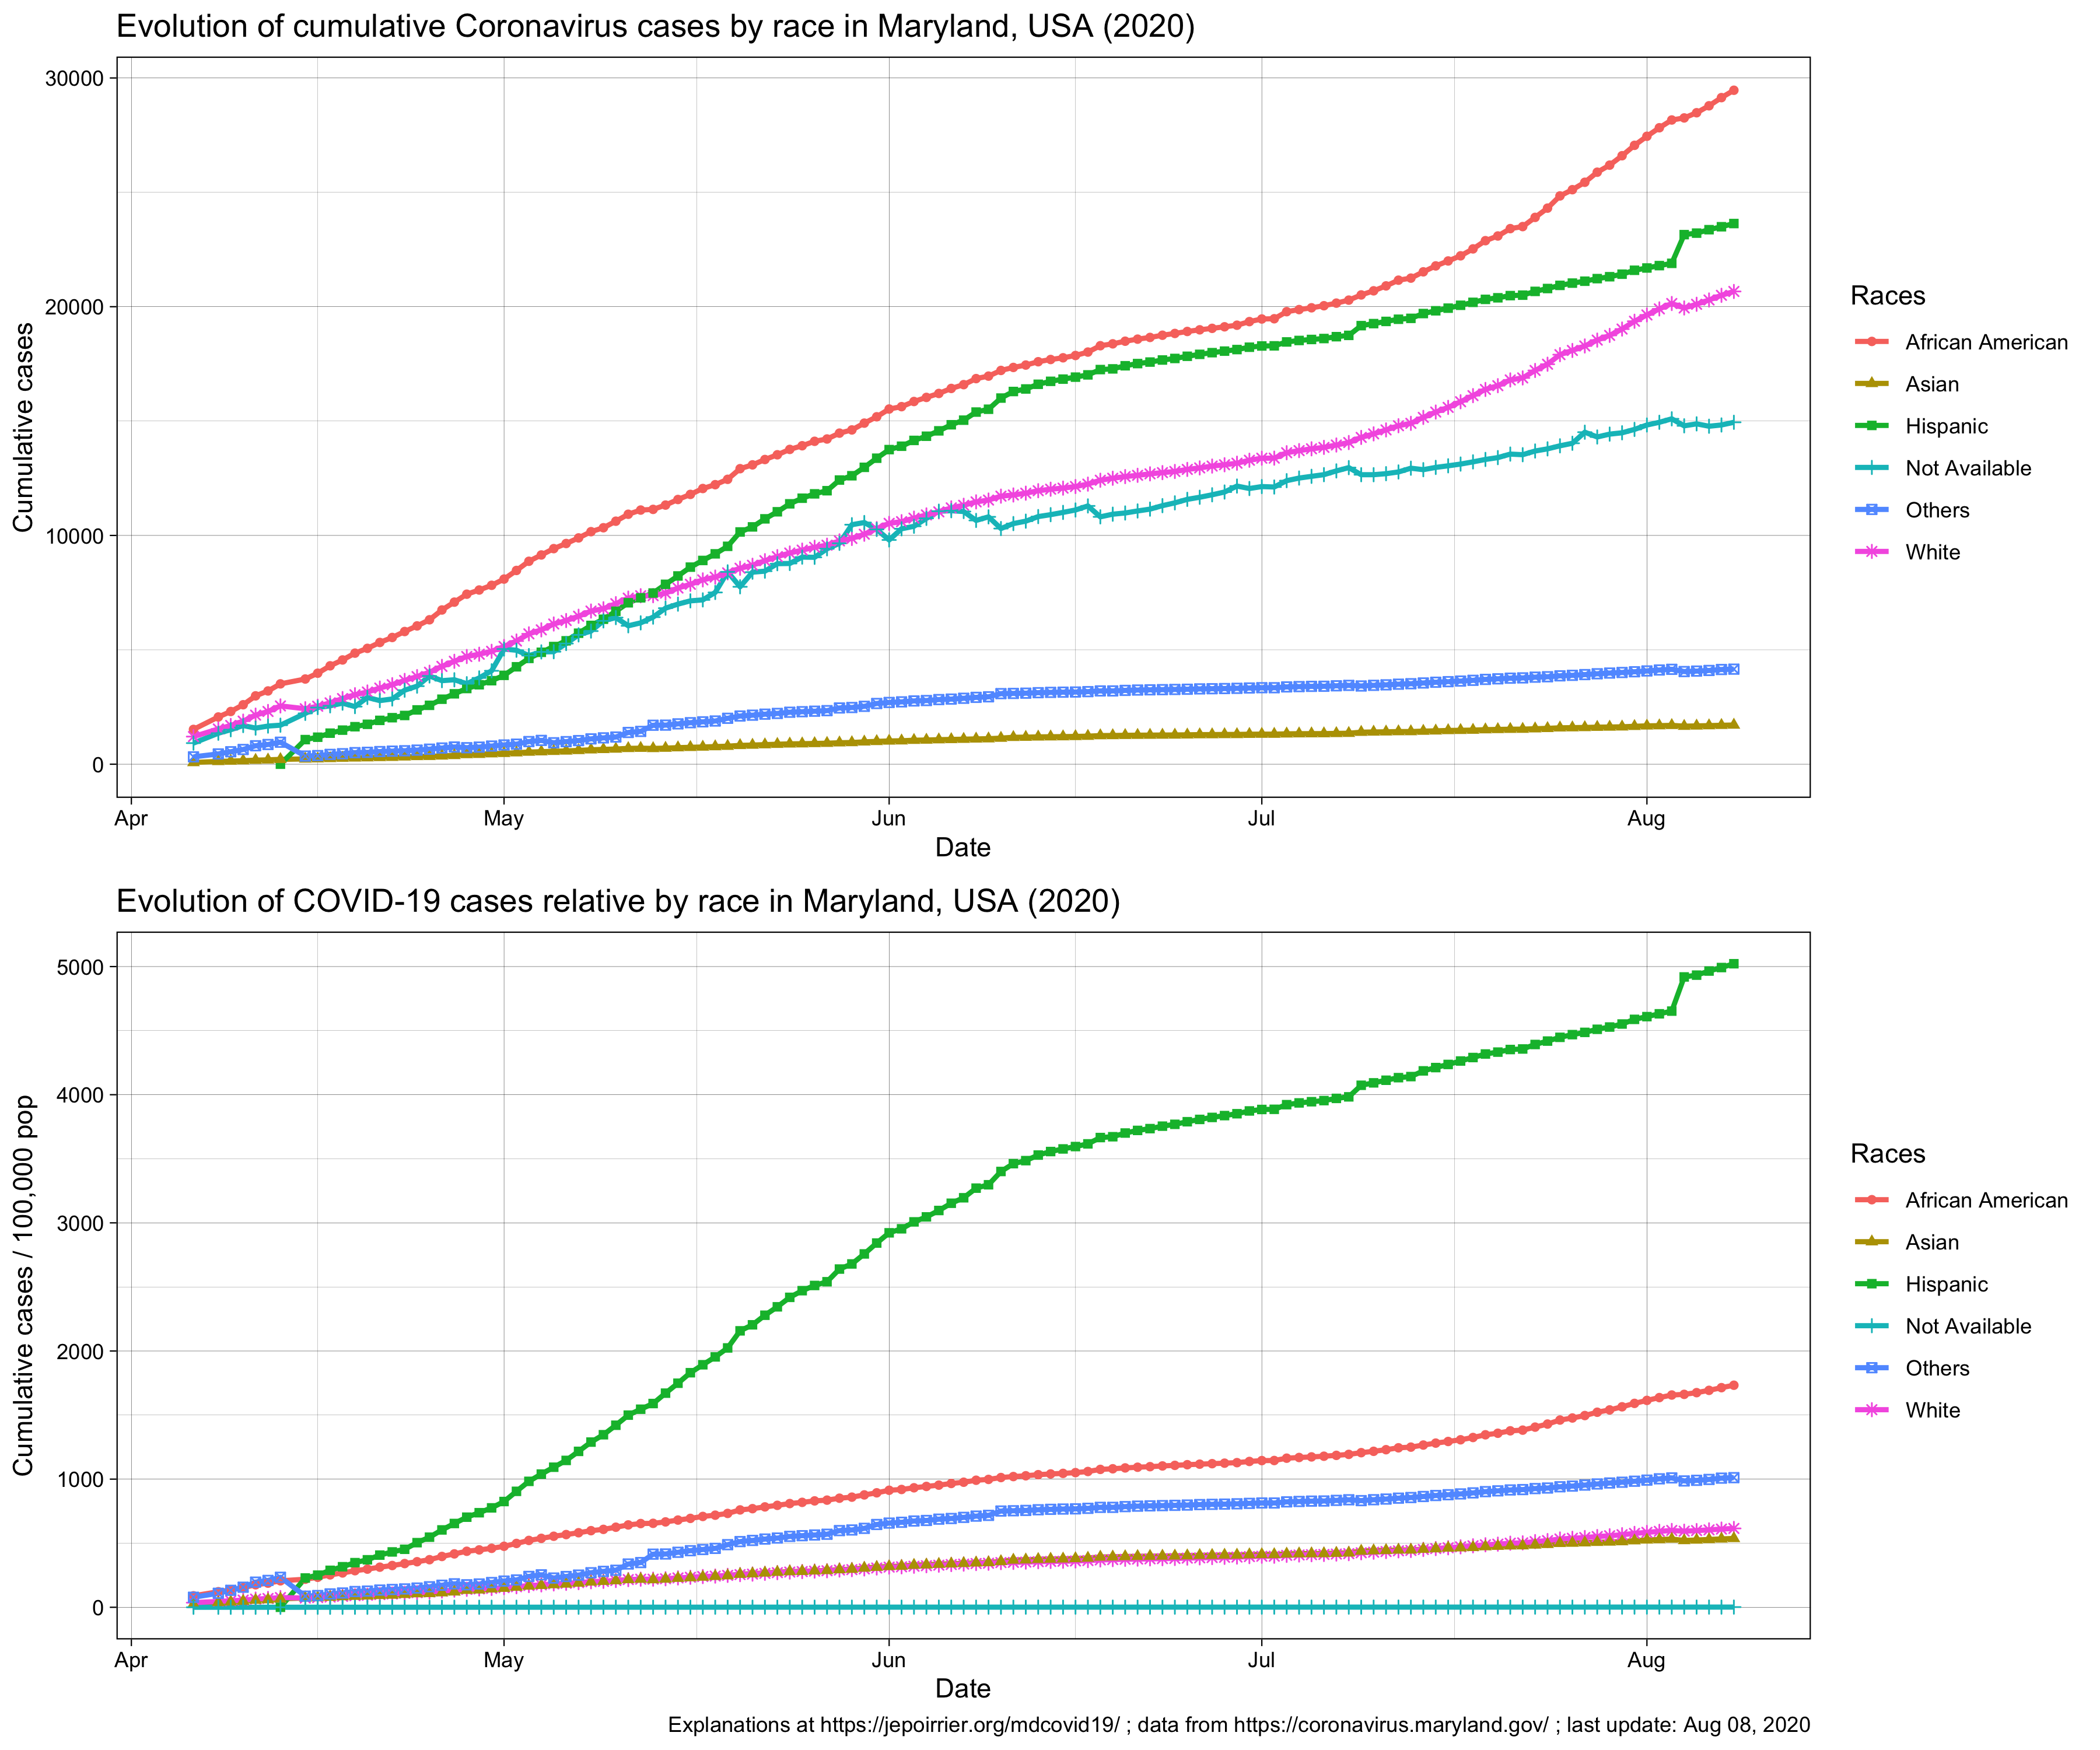 Evolution of cumulative Coronavirus cases by race in Maryland, USA (2020)
30000
20000
10000
0
Cumulative cases
Apr
May
Jun
Jul
Aug
Date
Races
African American
Asian
Hispanic
Not Available
Others
White
Evolution of COVID-19 cases relative by race in Maryland, USA (2020)
5000
4000
3000
2000
1000
0
Cumulative cases / 100,000 pop
Apr
May
Jun
Jul
Aug
Date
Races
African American
Asian
Hispanic
Not Available
Others
White
Explanations at https://jepoirrier.org/mdcovid19/ ; data from https://coronavirus.maryland.gov/ ; last update: Aug 08, 2020